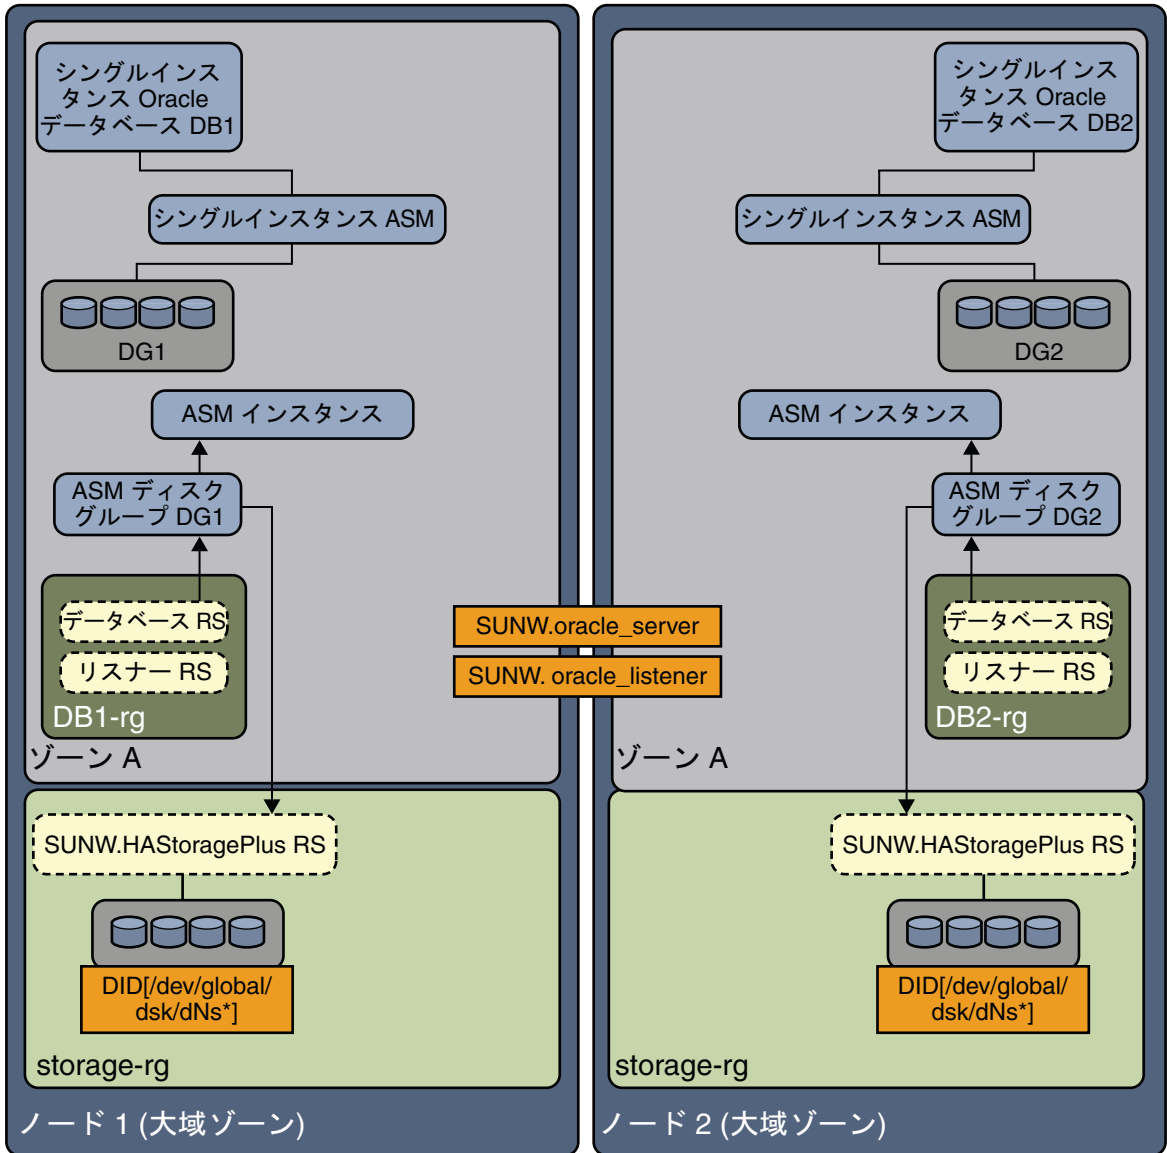 シングルインス
タンス Oracle
データベース DB1
シングルインスタンス ASM
DG1
ASM インスタンス
ASM ディスク
グループ DG1
データベース RS
リスナー RS
DB1-rg
ゾーン A
SUNW.HAStoragePlus RS
DID[/dev/global/
dsk/dNs*]
storage-rg
ノード 1 (大域ゾーン)
SUNW.oracle_server
SUNW. oracle_listener
シングルインス
タンス Oracle
データベース DB2
シングルインスタンス ASM
DG2
ASM インスタンス
ASM ディスク
グループ DG2
データベース RS
リスナー RS
DB2-rg
ゾーン A
SUNW.HAStoragePlus RS
DID[/dev/global/
dsk/dNs*]
storage-rg
ノード 2 (大域ゾーン)